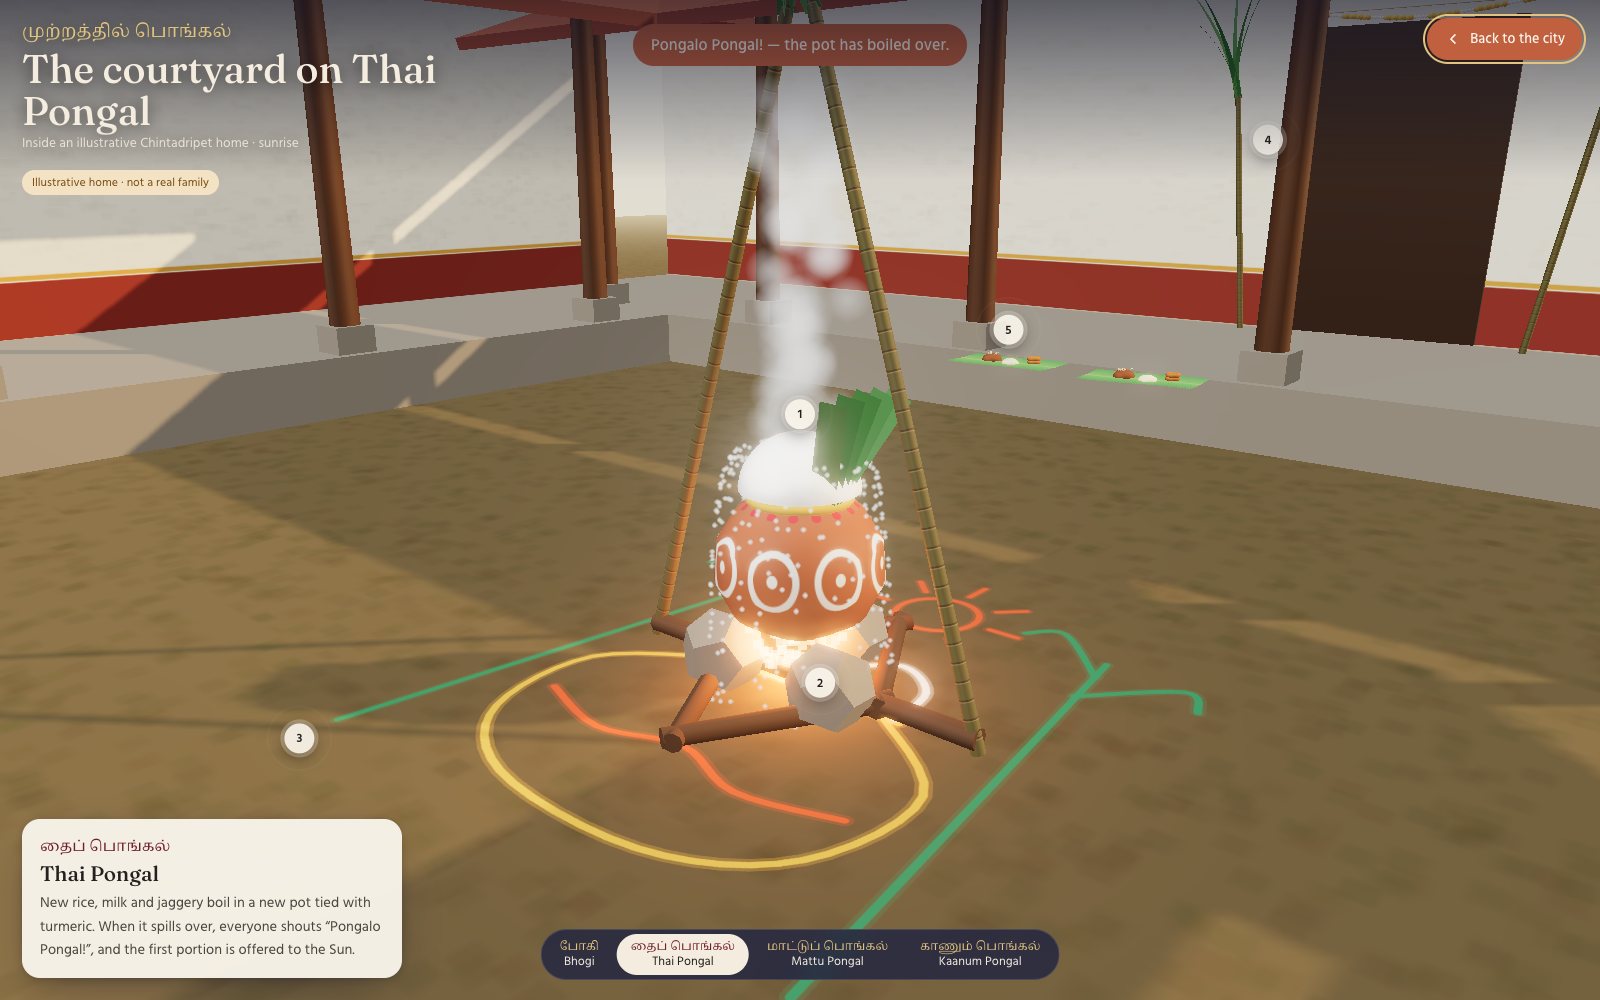 முற்றத்தில் பொங்கல்
The courtyard on Thai
Pongal
Inside an illustrative Chintadripet home · sunrise
Illustrative home · not a real family
Pongalo Pongal! — the pot has boiled over.
Back to the city
4
5
1
2
3
தைப் பொங்கல்
Thai Pongal
New rice, milk and jaggery boil in a new pot tied with
turmeric. When it spills over, everyone shouts “Pongalo
Pongal!”, and the first portion is offered to the Sun.
போகி
Bhogi
தைப் பொங்கல்
Thai Pongal
மாட்டுப் பொங்கல்
Mattu Pongal
காணும் பொங்கல்
Kaanum Pongal